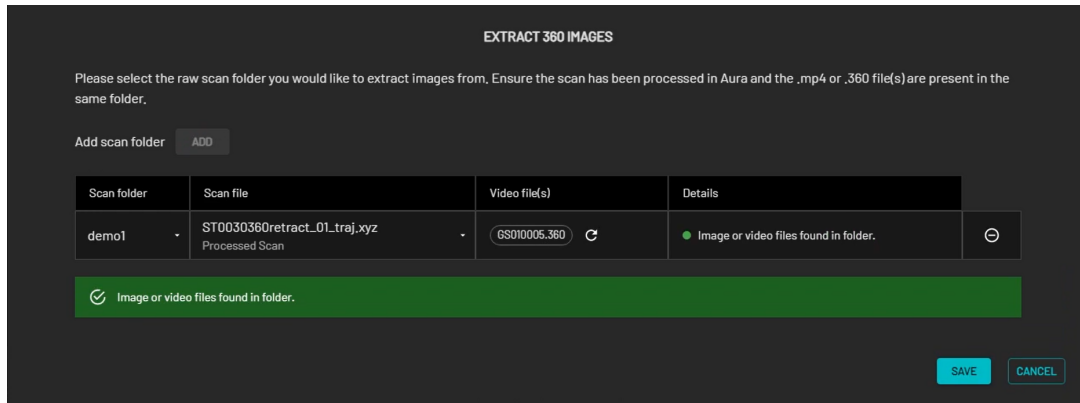 EXTRACT 360 IMAGES
Please select the raw scan folder you would like to extract images from. Ensure the scan has been processed in Aura and the .mp4 or .360 file(s) are present in the
same folder.
Add scan folder ADD
Scan folder Scan file Video file(s) Details
demo1 ST0030360retract_01_traj.xyz GS010005.360 Image or video files found in folder.
Processed Scan
Image or video files found in folder.
SAVE CANCEL